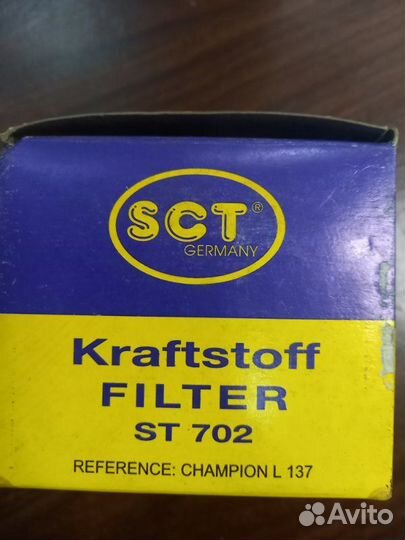 SCT®
GERMANY
Kraftstoff
FILTER
ST 702
REFERENCE: CHAMPION L 137
Avito